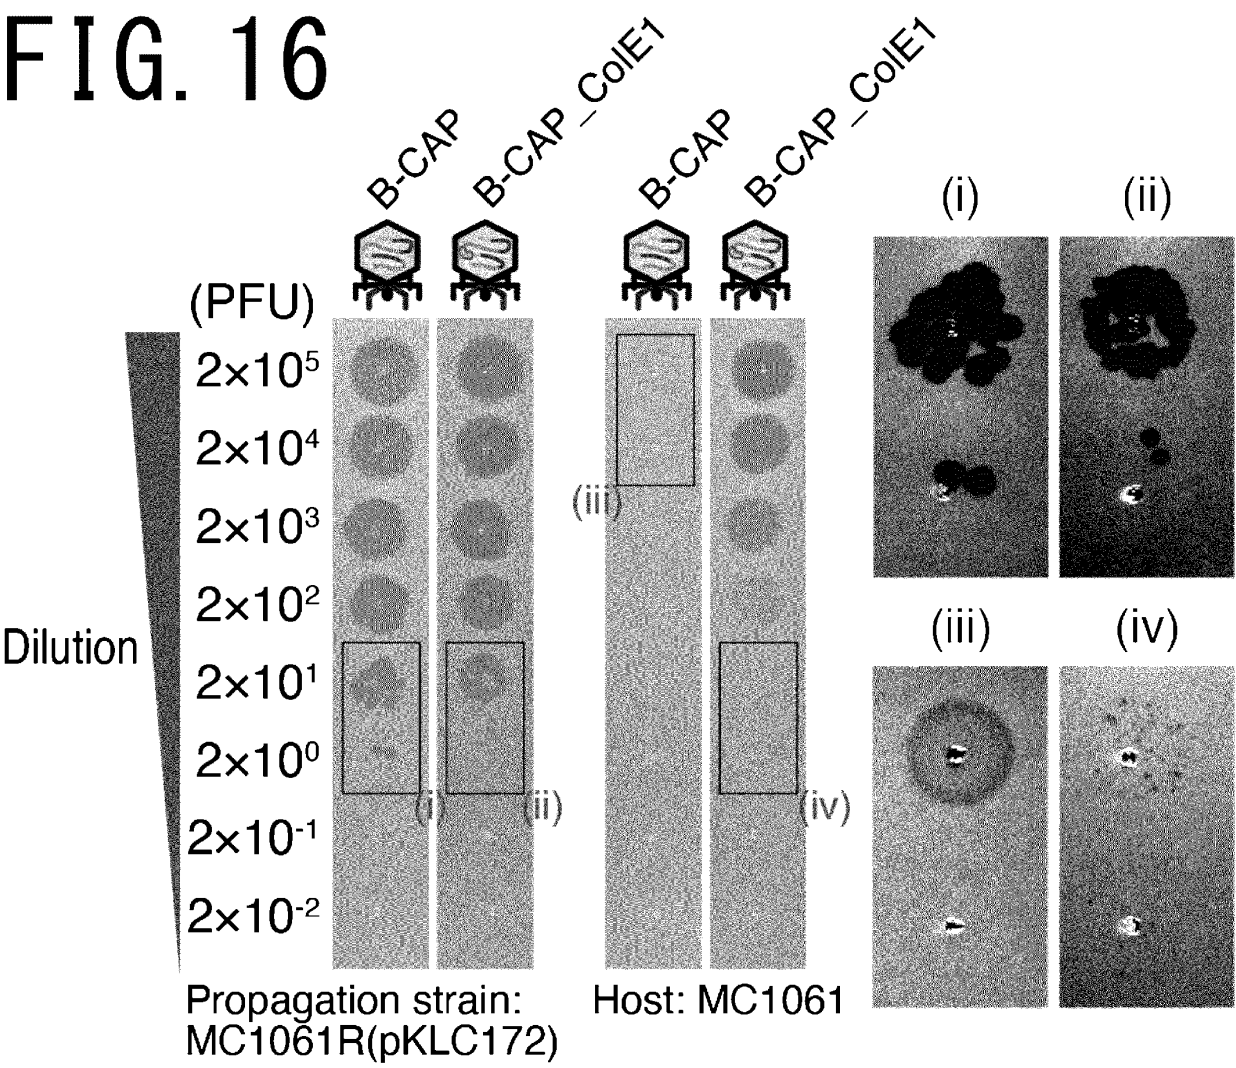 FIG. 16
B-CAP
B-CAP_ColE1
B-CAP
B-CAP_ColE1
(i)
(ii)
(PFU)
2×10⁵
2×10⁴
2×10³
(iii)
2×10²
Dilution
(iii)
(iv)
2×10¹
2×10⁰
(i)
(ii)
(iv)
2×10⁻¹
2×10⁻²
Propagation strain:
MC1061R(pKLC172)
Host: MC1061